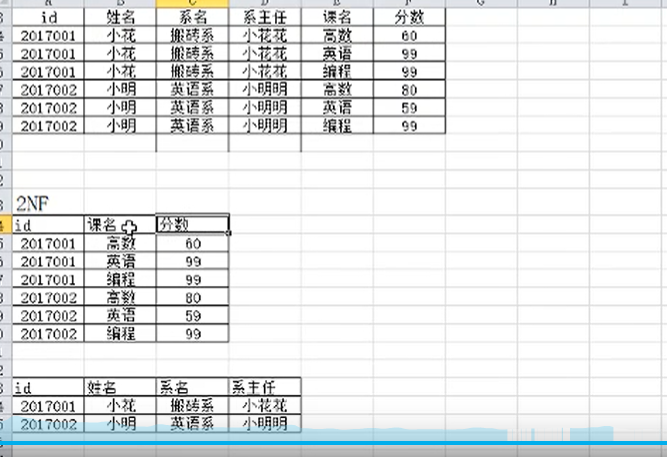 id 姓名 系名 系主任 课名 分数
2017001 小花 搬砖系 小花花 高数 60
2017001 小花 搬砖系 小花花 英语 99
2017001 小花 搬砖系 小花花 编程 99
2017002 小明 英语系 小明明 高数 80
2017002 小明 英语系 小明明 英语 59
2017002 小明 英语系 小明明 编程 99
2NF
id 课名 分数
2017001 高数 60
2017001 英语 99
2017001 编程 99
2017002 高数 80
2017002 英语 59
2017002 编程 99
id 姓名 系名 系主任
2017001 小花 搬砖系 小花花
2017002 小明 英语系 小明明